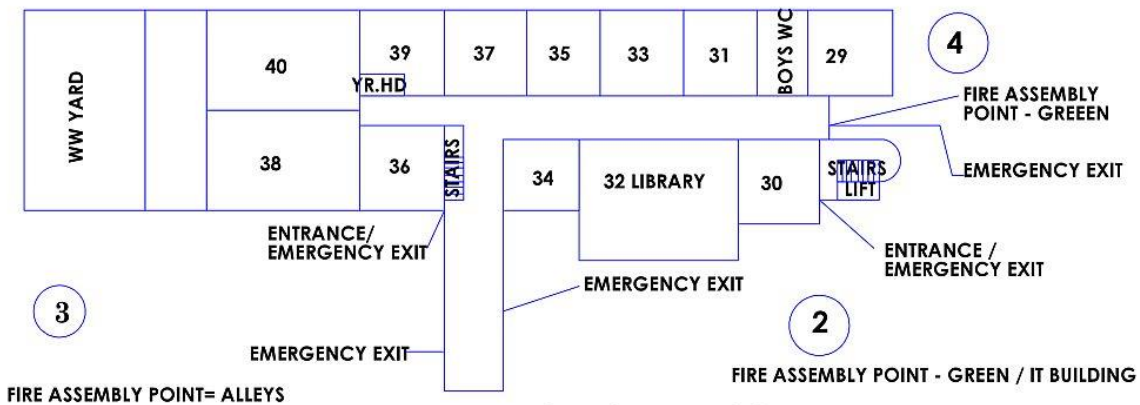 40
39
37
35
33
31
BOYS WC
29
4
YR.HD
WW YARD
FIRE ASSEMBLY
POINT - GREEEN
38
36
STAIRS
34
32 LIBRARY
30
STAIRS
LIFT
EMERGENCY EXIT
ENTRANCE/
EMERGENCY EXIT
ENTRANCE /
EMERGENCY EXIT
EMERGENCY EXIT
3
2
EMERGENCY EXIT
FIRE ASSEMBLY POINT - GREEN / IT BUILDING
FIRE ASSEMBLY POINT= ALLEYS